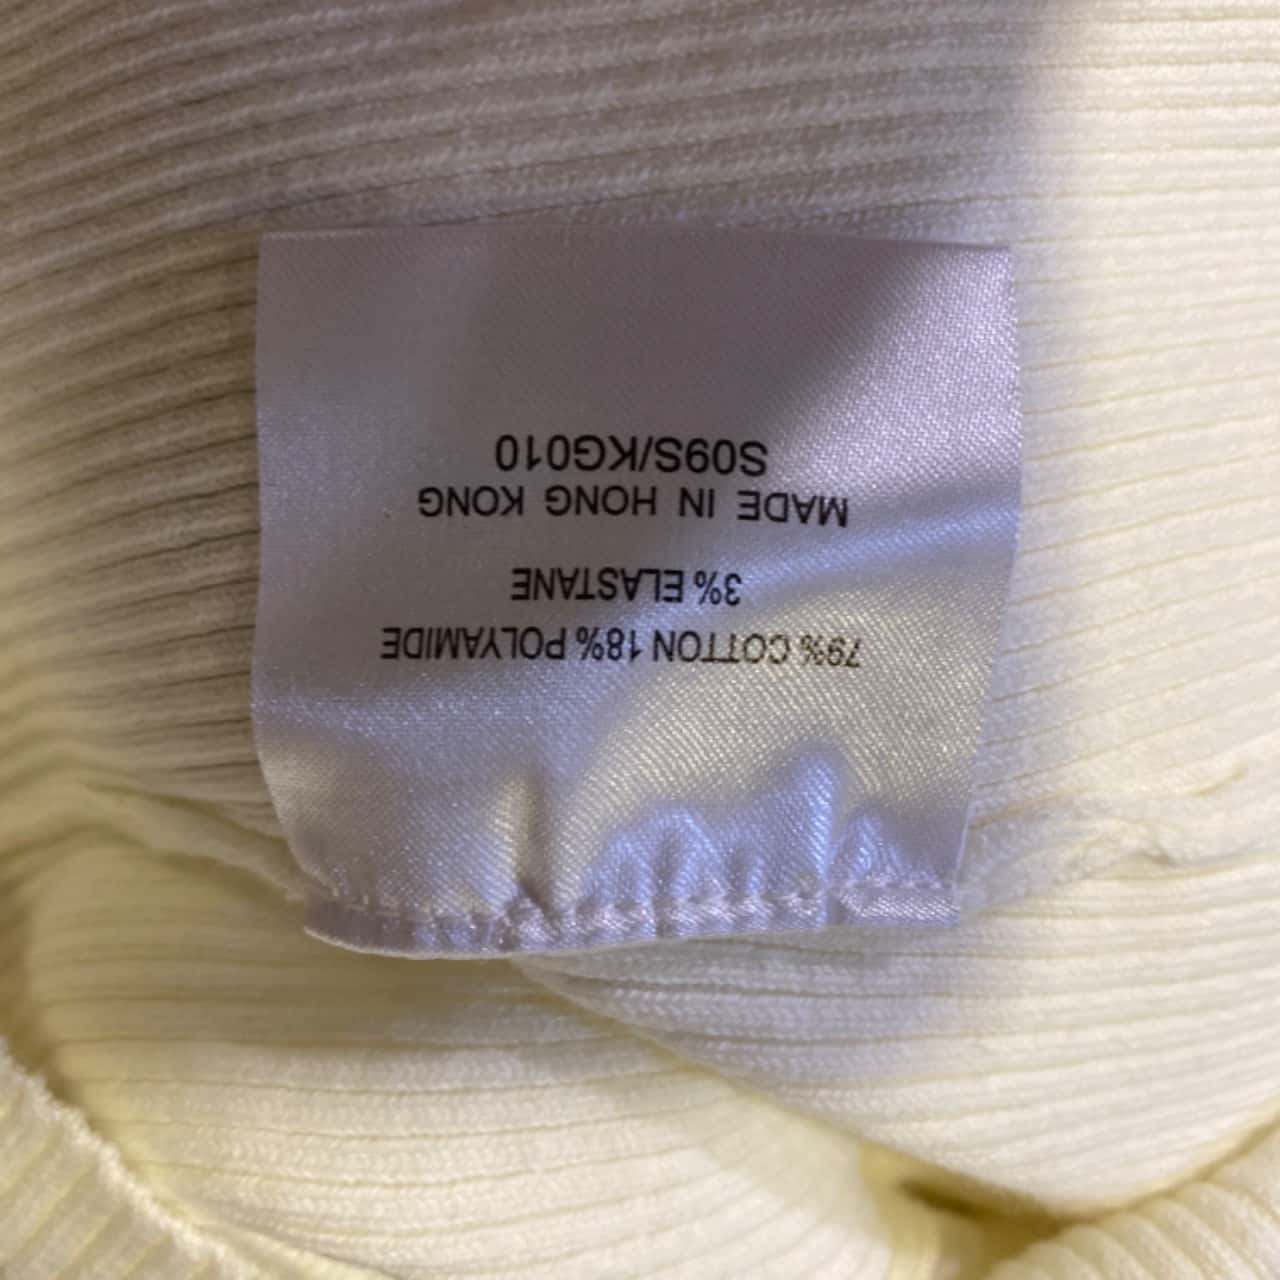 79% COTTON 18% POLYAMIDE
3% ELASTANE
MADE IN HONG KONG
S09S/KG010